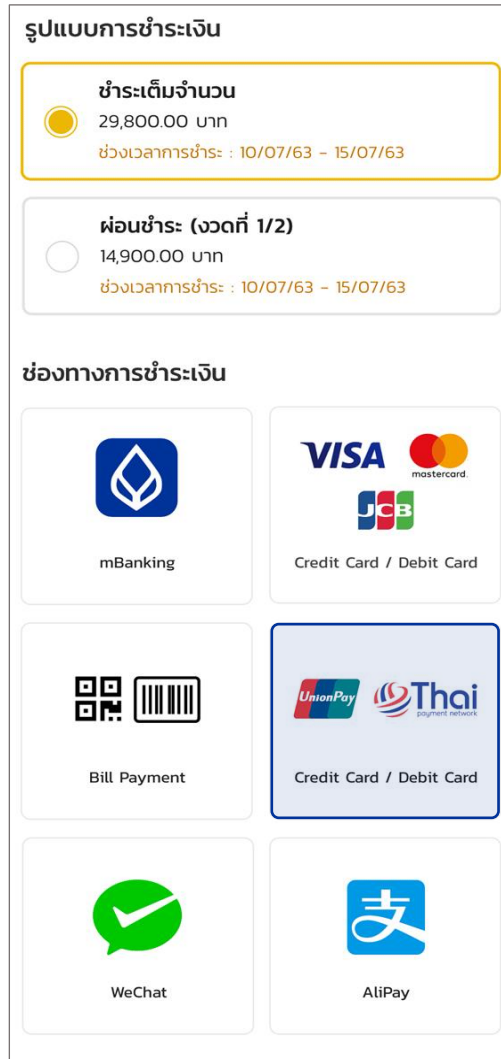 รูปแบบการชำระเงิน
ชำระเต็มจำนวน
29,800.00 บาท
ช่วงเวลาการชำระ : 10/07/63 - 15/07/63
ผ่อนชำระ (งวดที่ 1/2)
14,900.00 บาท
ช่วงเวลาการชำระ : 10/07/63 - 15/07/63
ช่องทางการชำระเงิน
VISA
mastercard.
JCB
mBanking
Credit Card / Debit Card
UnionPay
Thai
payment network
Bill Payment
Credit Card / Debit Card
支
WeChat
AliPay